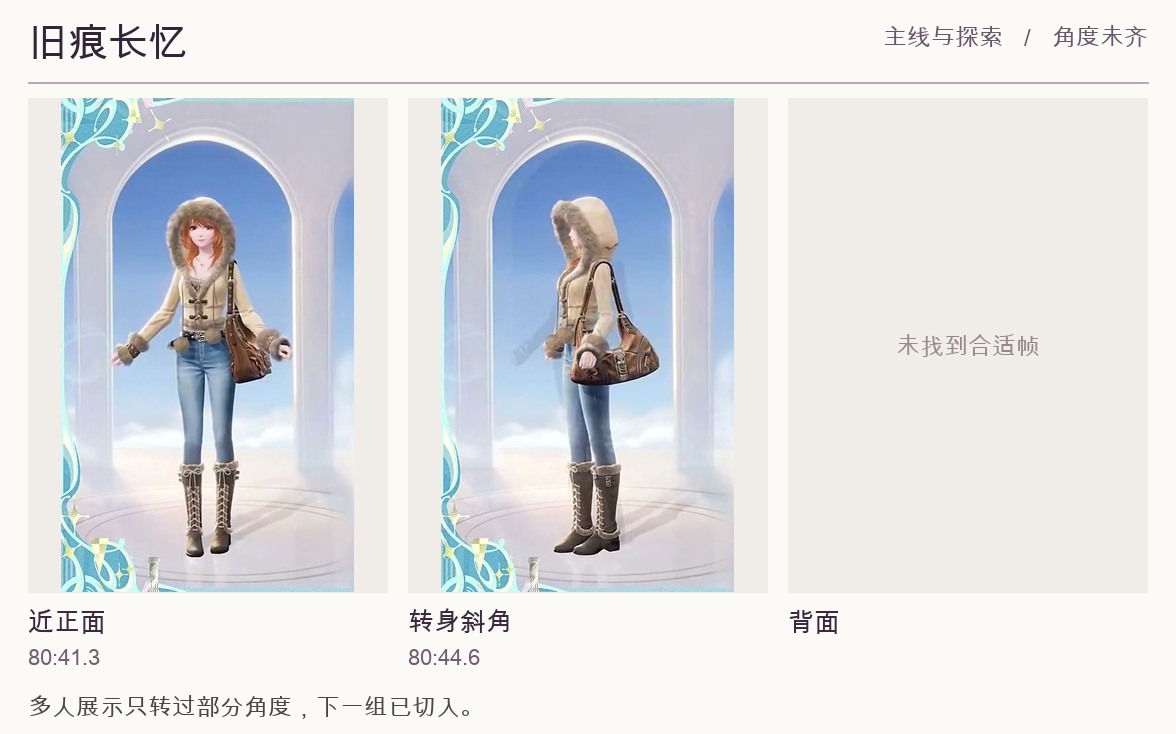 旧痕长忆
主线与探索 / 角度未齐
未找到合适帧
近正面
80:41.3
转身斜角
80:44.6
背面
多人展示只转过部分角度，下一组已切入。